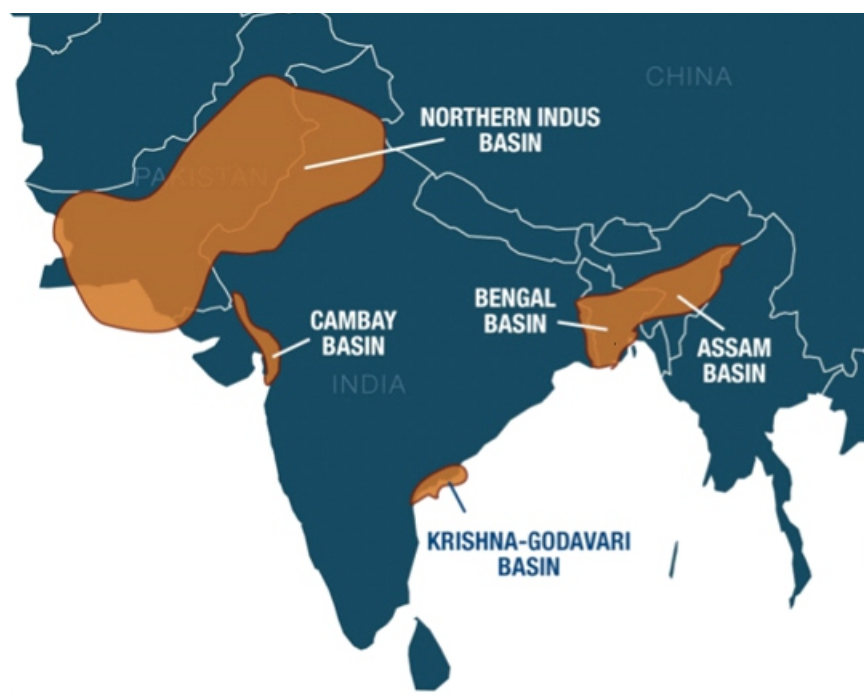 CHINA
NORTHERN INDUS
BASIN
PAKISTAN
BENGAL
BASIN
CAMBAY
BASIN
ASSAM
BASIN
INDIA
KRISHNA-GODAVARI
BASIN